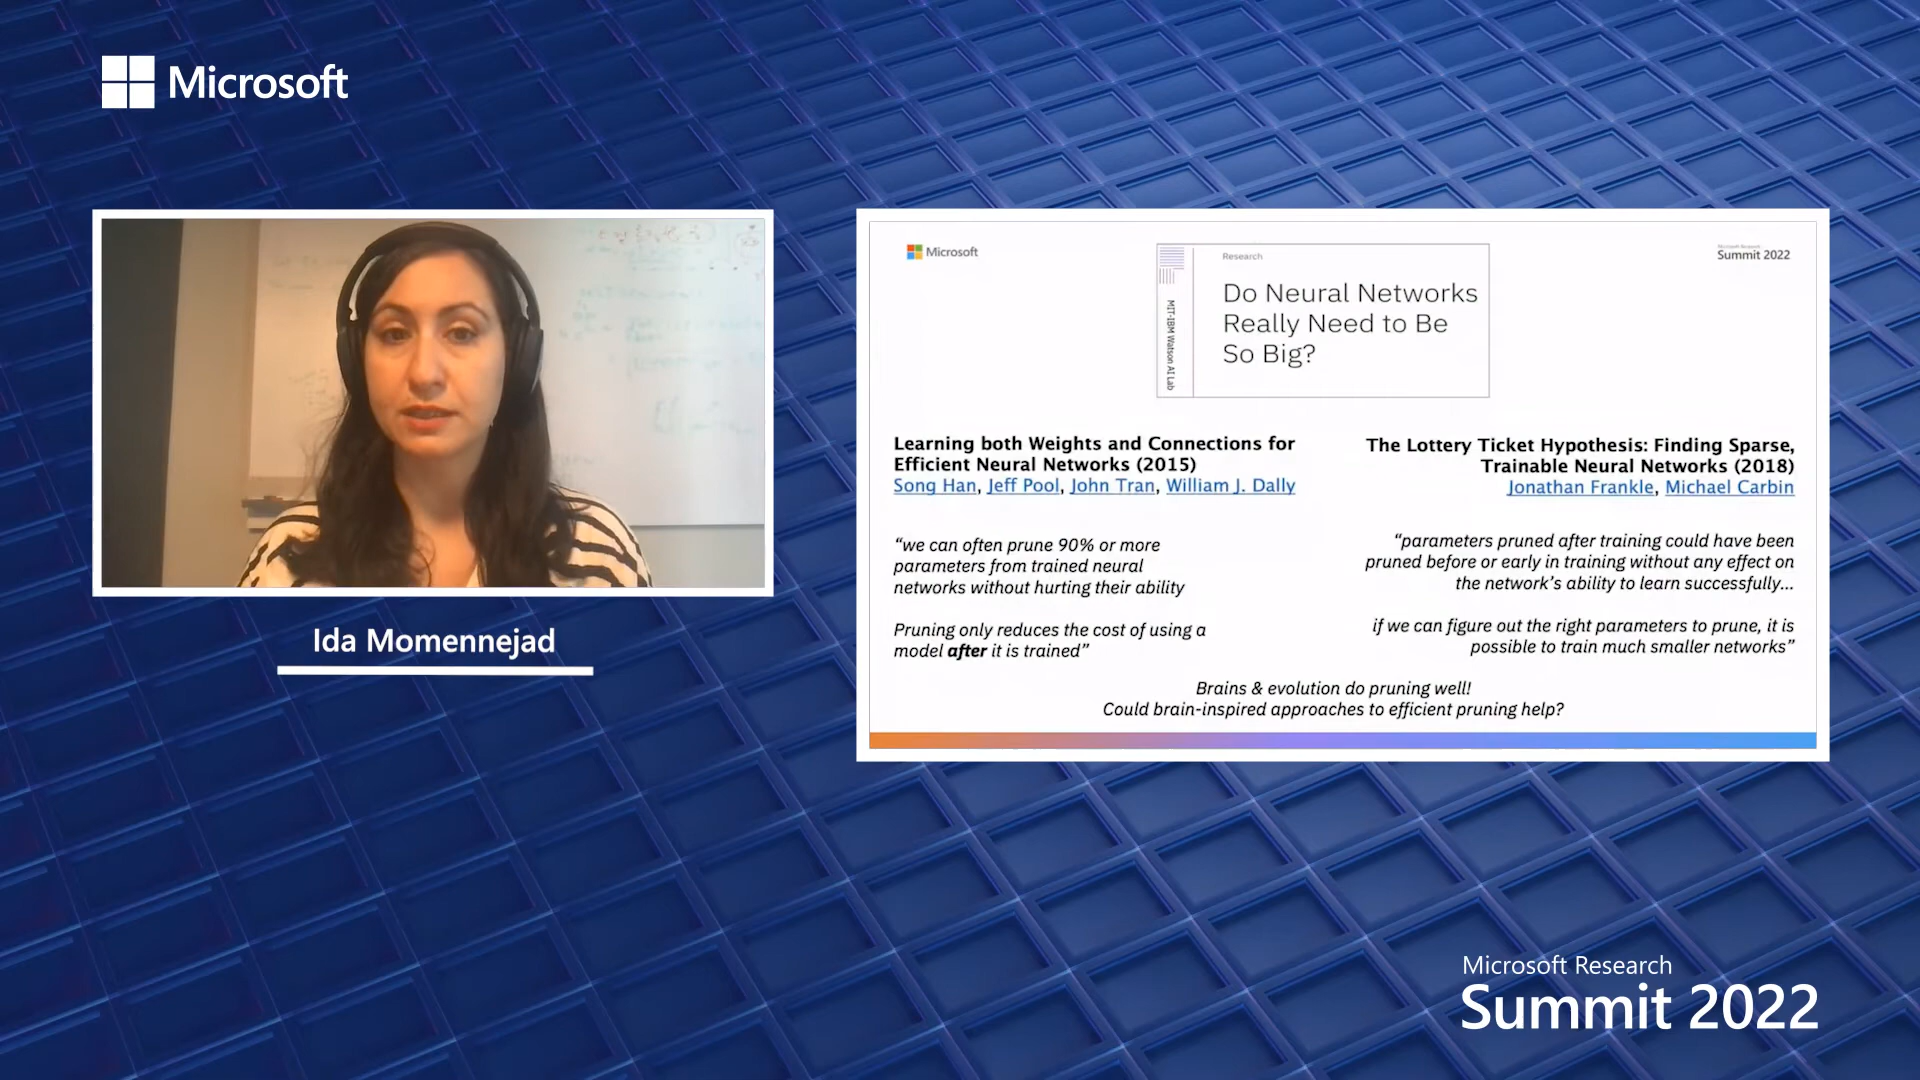 Microsoft
Ida Momennejad
Microsoft
Summit 2022
Research
MIT-IBM Watson AI Lab
Do Neural Networks
Really Need to Be
So Big?
Learning both Weights and Connections for
Efficient Neural Networks (2015)
Song Han, Jeff Pool, John Tran, William J. Dally
“we can often prune 90% or more
parameters from trained neural
networks without hurting their ability
Pruning only reduces the cost of using a
model after it is trained”
The Lottery Ticket Hypothesis: Finding Sparse,
Trainable Neural Networks (2018)
Jonathan Frankle, Michael Carbin
“parameters pruned after training could have been
pruned before or early in training without any effect on
the network’s ability to learn successfully...
if we can figure out the right parameters to prune, it is
possible to train much smaller networks”
Brains & evolution do pruning well!
Could brain-inspired approaches to efficient pruning help?
Microsoft Research
Summit 2022